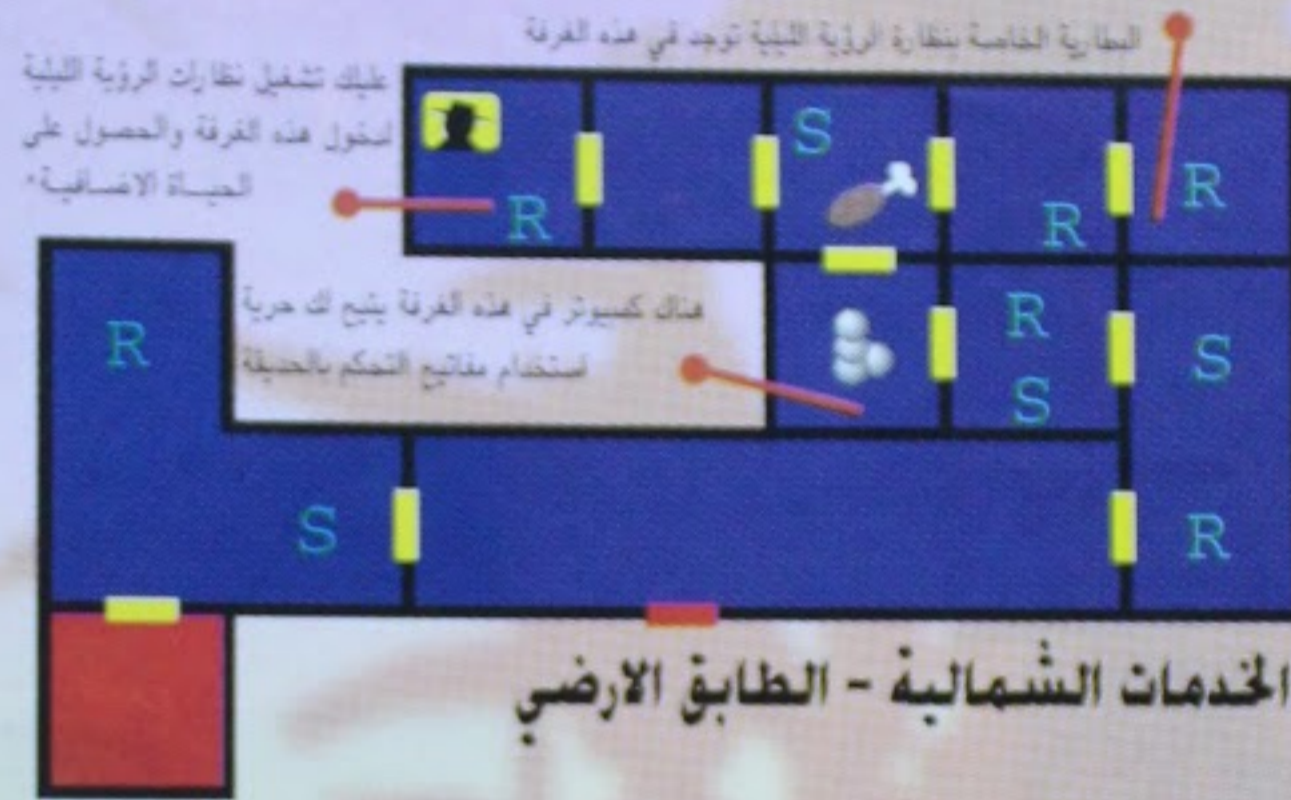 البطارية الخاصة بنظارة الرؤية الليلية توجد في هذه الغرفة
عليك تشغيل نظارات الرؤية الليلية
لدخول هذه الغرفة والحصول على
الحياة الاضافية.
S
R
R
R
هناك كمبيوتر في هذه الغرفة يتيح لك حرية
استخدام مفاتيح التحكم بالحديقة
R
R
S
S
S
R
الخدمات الشمالية - الطابق الارضي